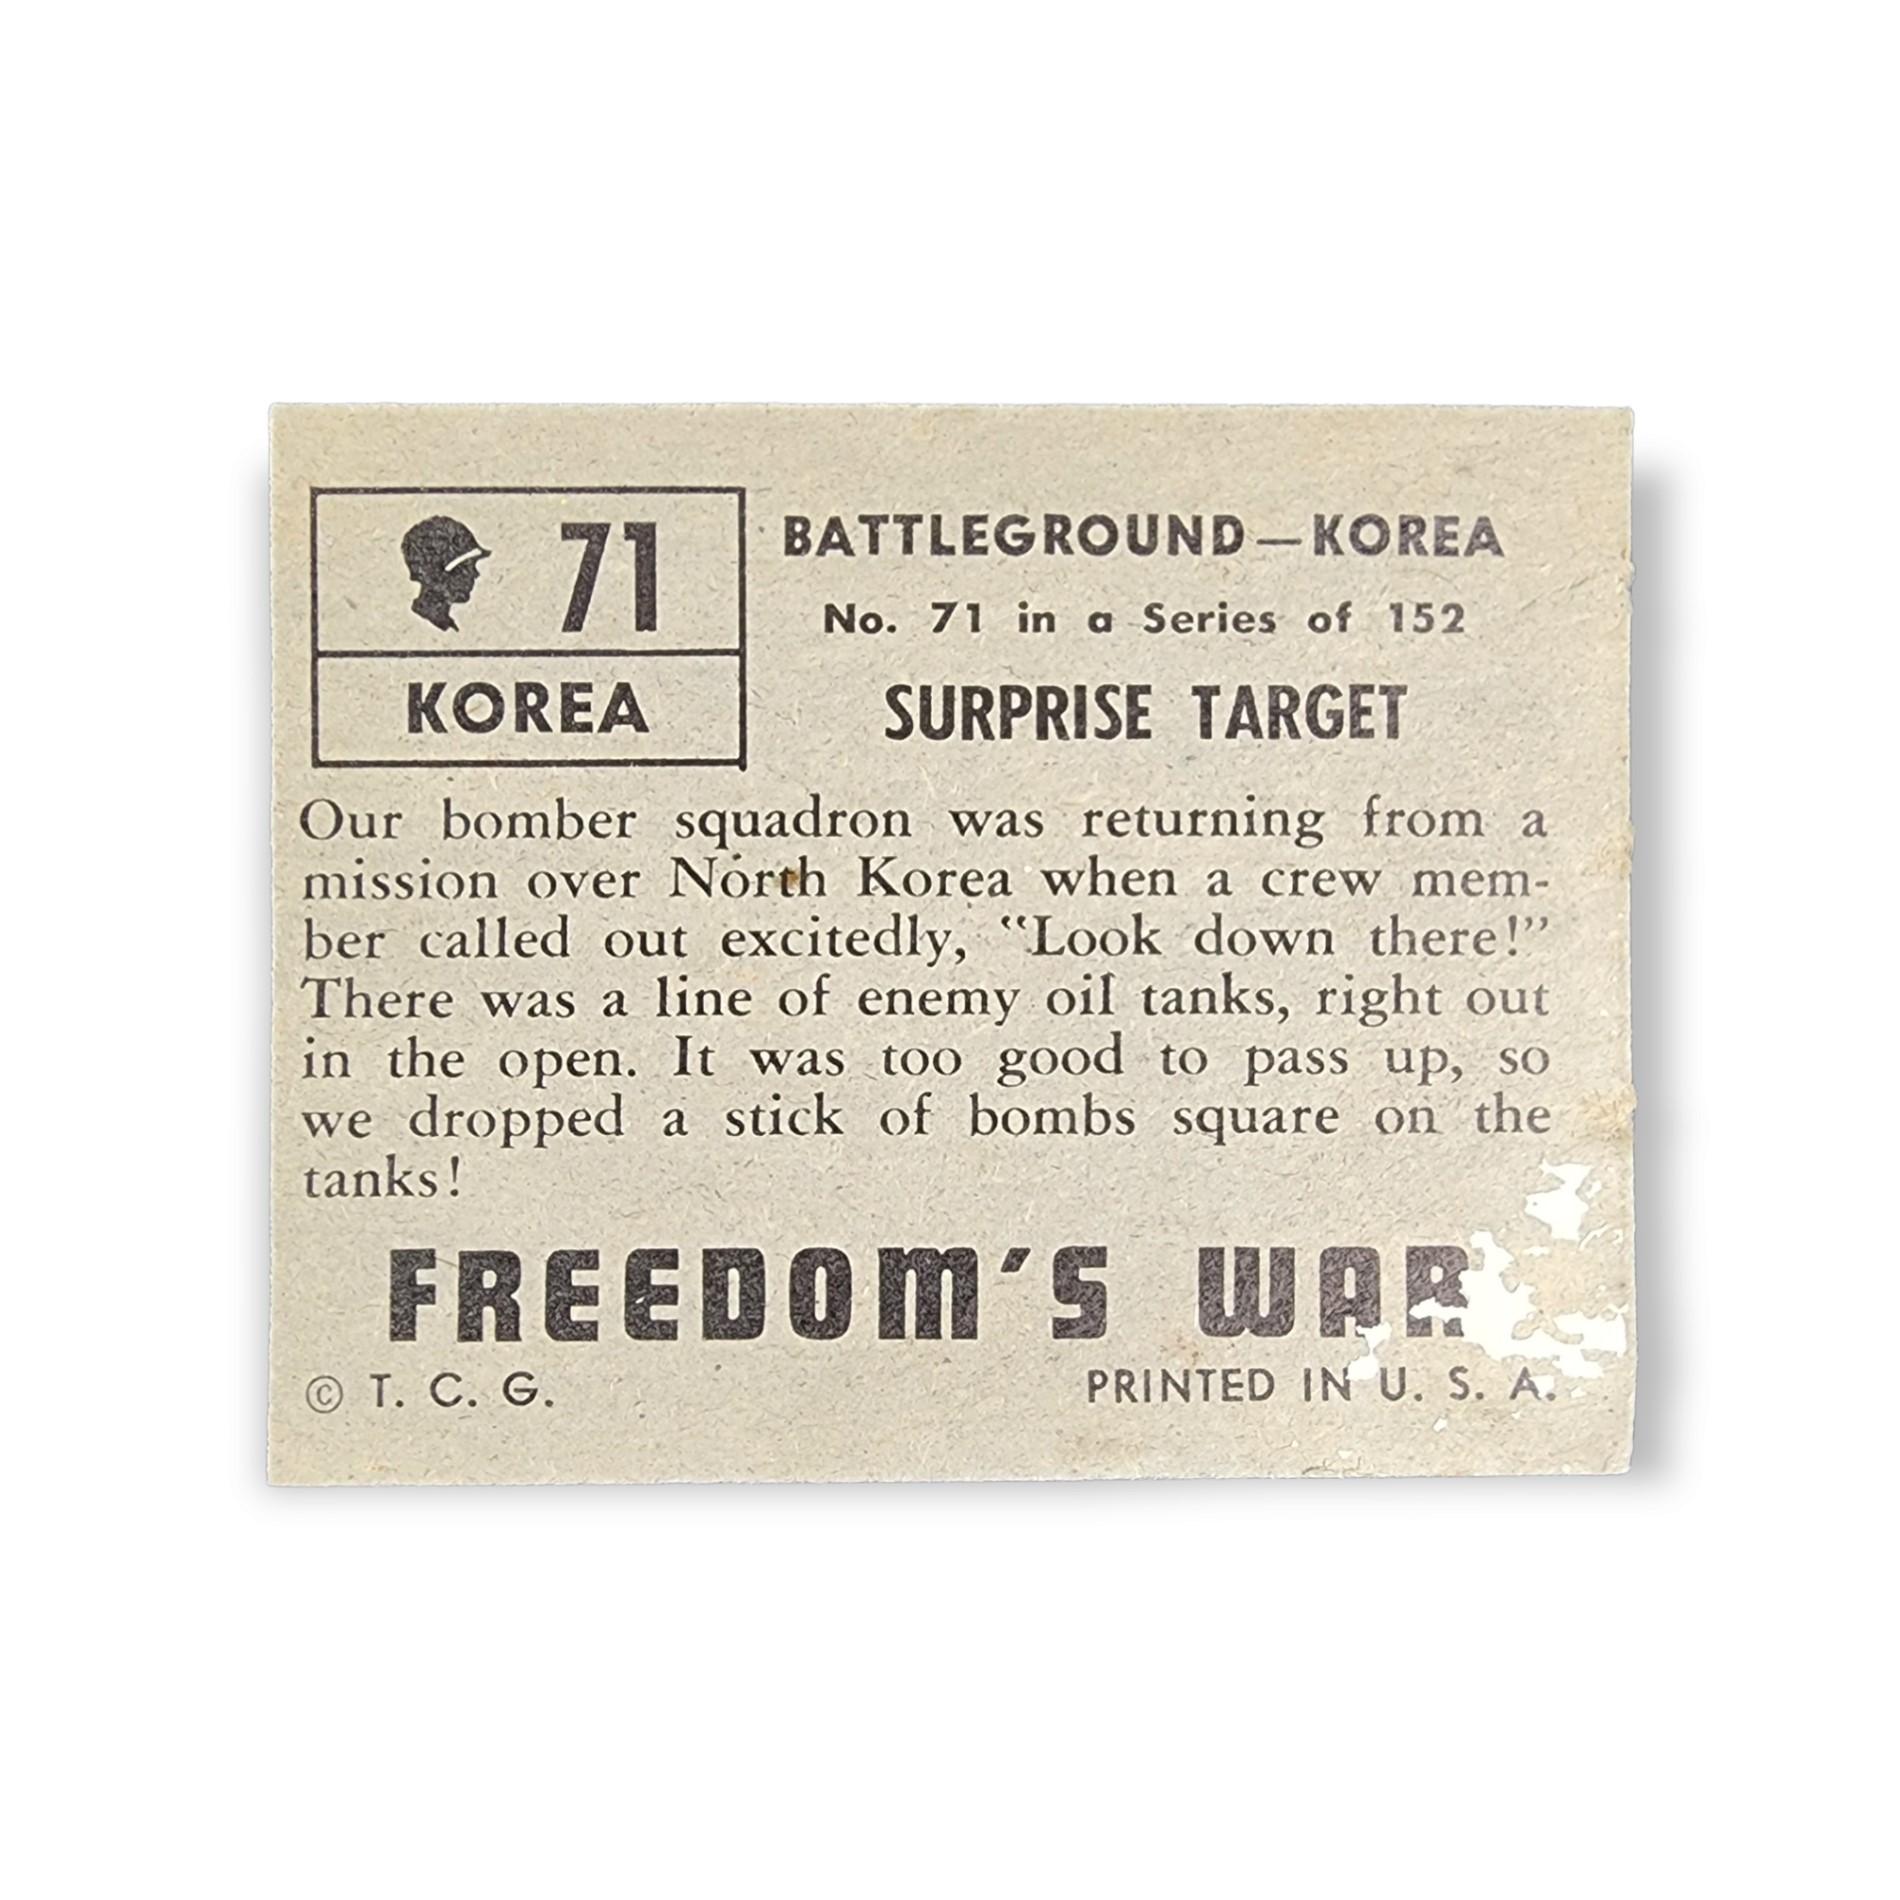 71
KOREA
BATTLEGROUND—KOREA
No. 71 in a Series of 152
SURPRISE TARGET
Our bomber squadron was returning from a
mission over North Korea when a crew mem-
ber called out excitedly, “Look down there!”
There was a line of enemy oil tanks, right out
in the open. It was too good to pass up, so
we dropped a stick of bombs square on the
tanks!
FREEDOM'S WAR
© T. C. G.
PRINTED IN U. S. A.